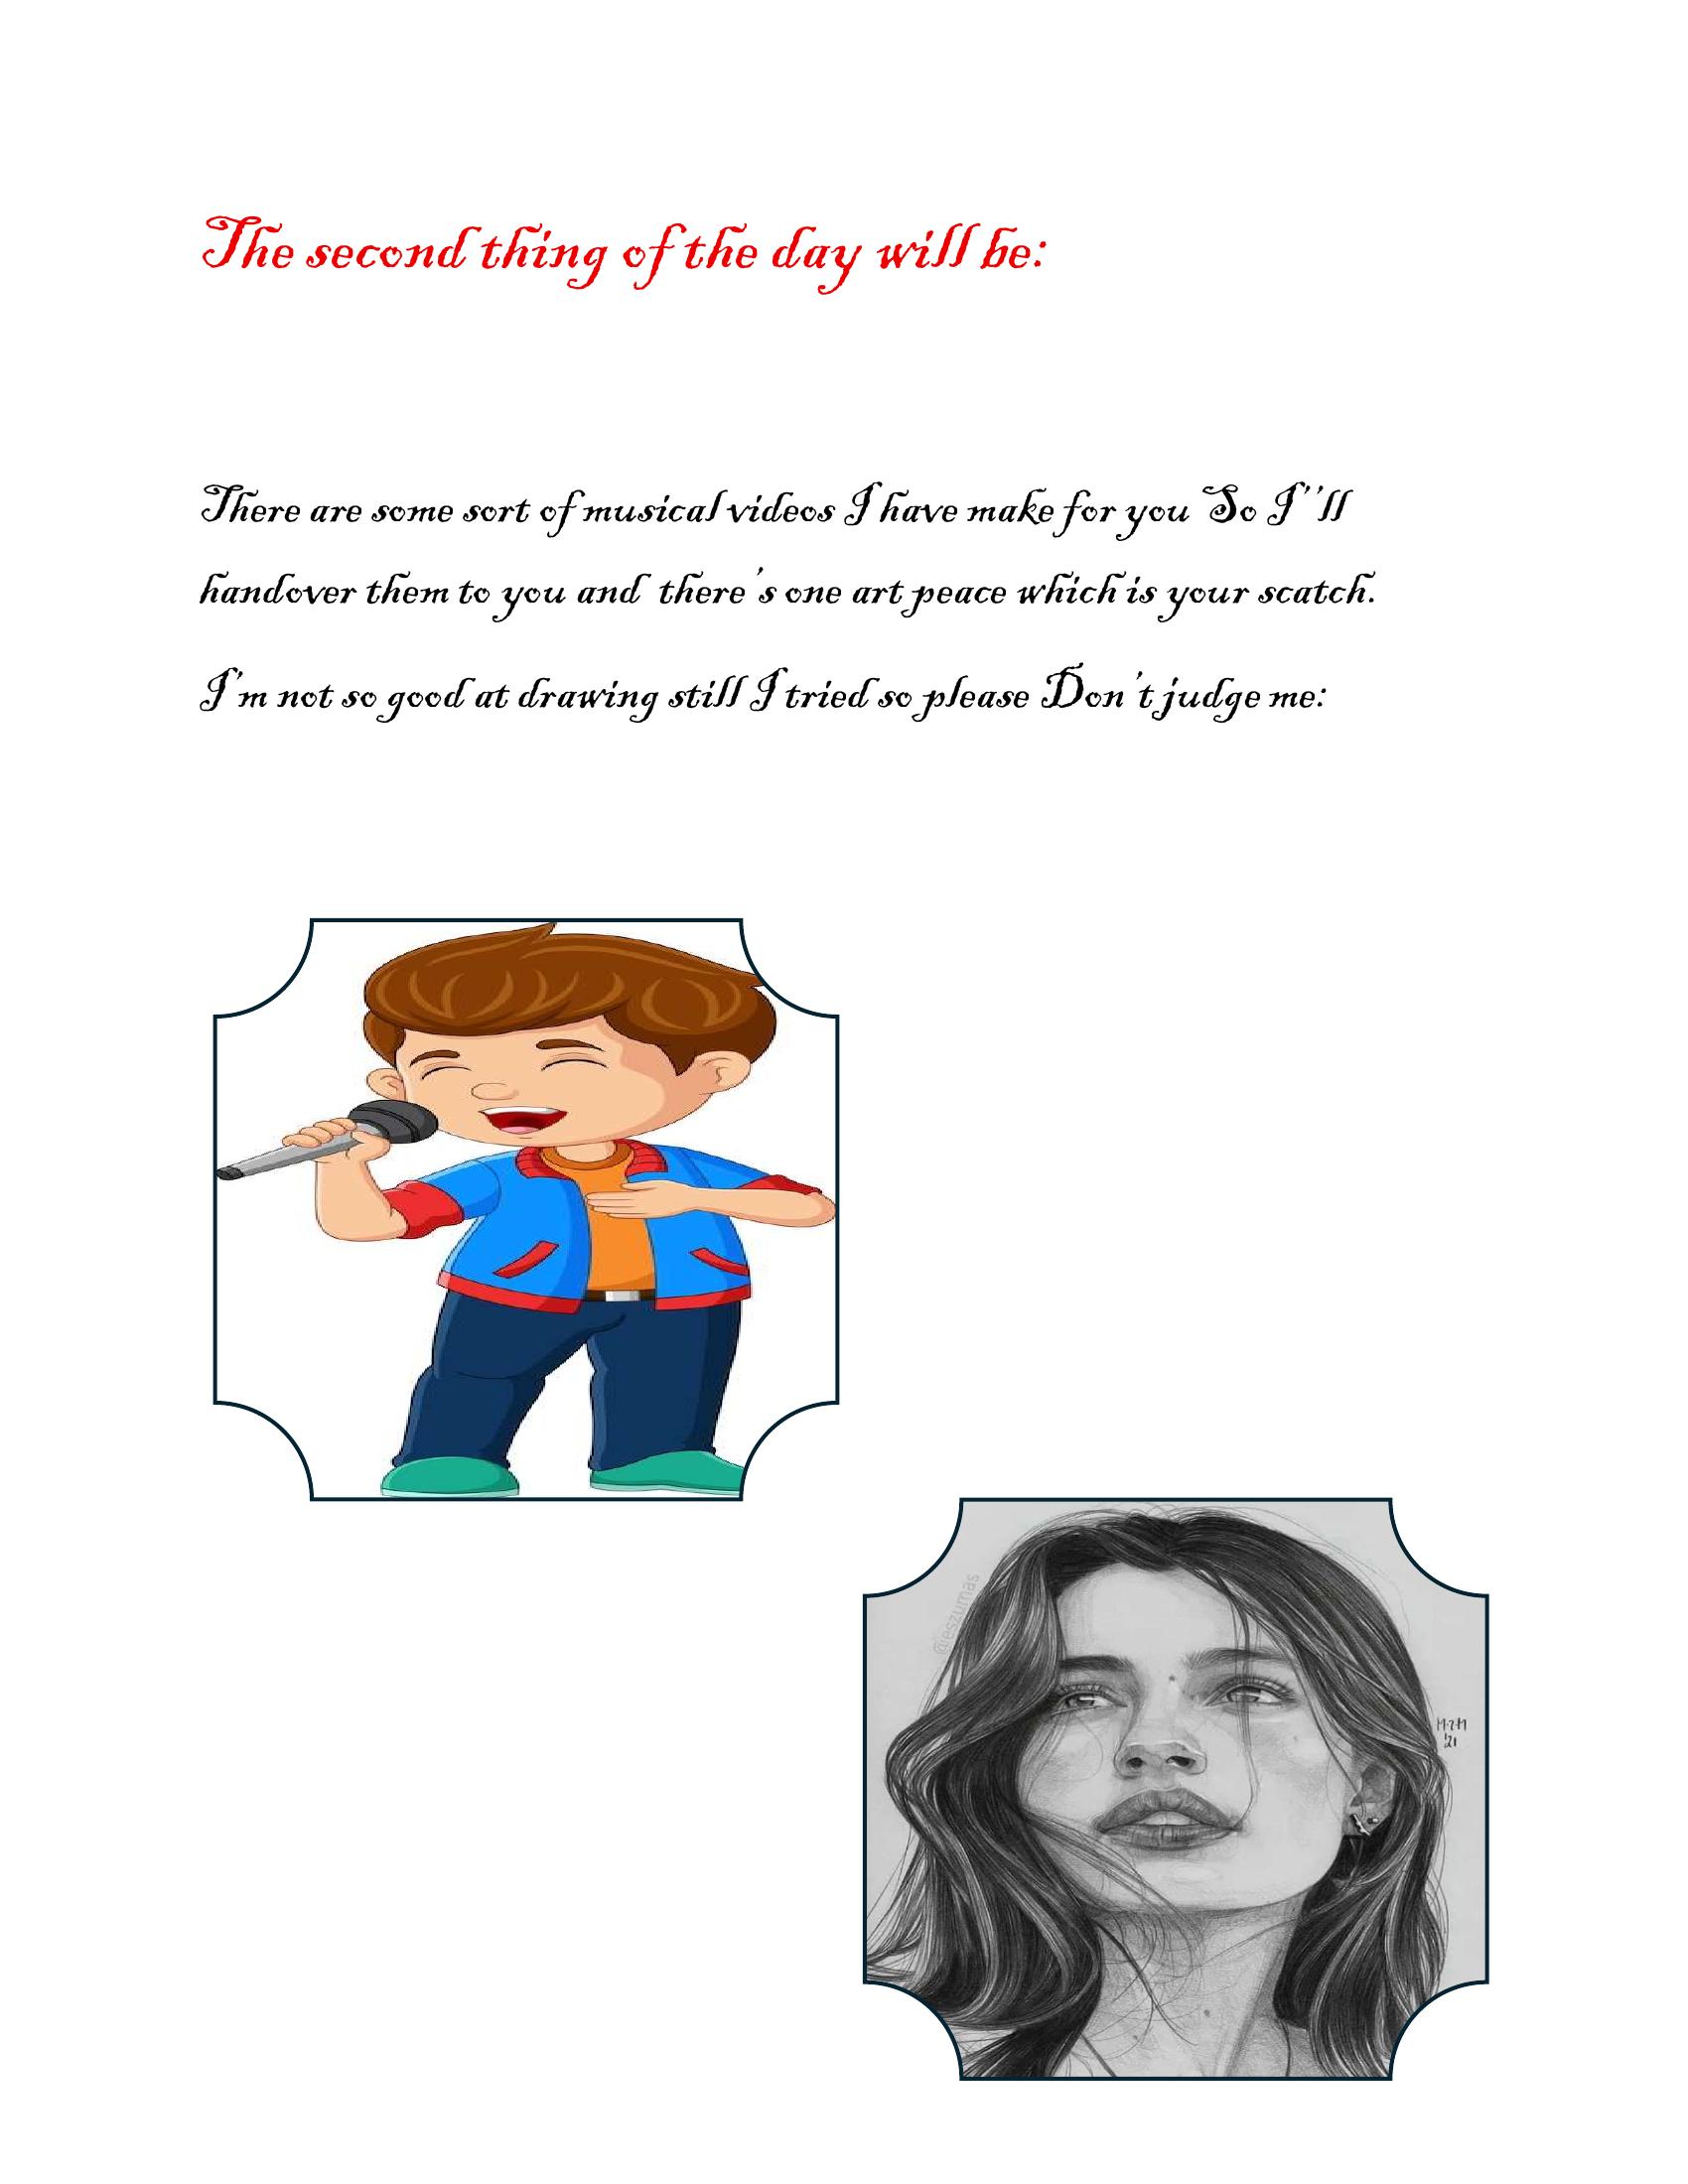 The second thing of the day will be:
There are some sort of musical videos I have make for you So I''ll
handover them to you and there's one art peace which is your scatch.
I'm not so good at drawing still I tried so please Don't judge me:
@jeszumas
M·Z·M
'21